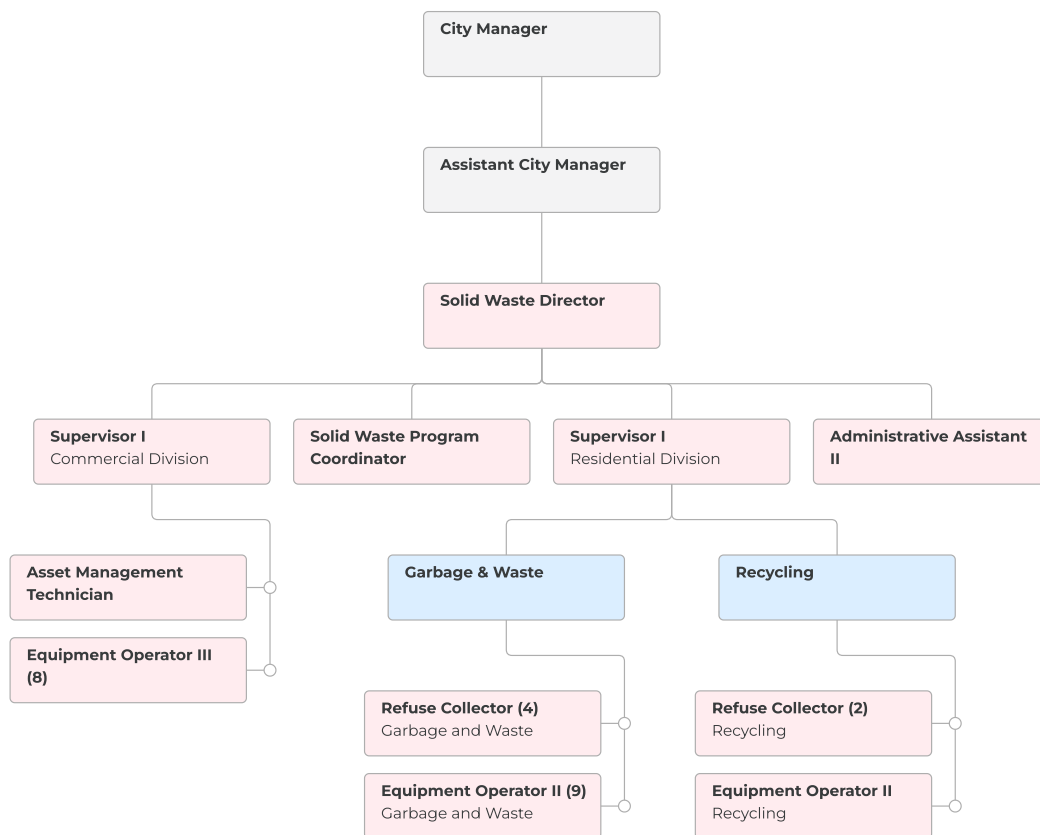 City Manager
Assistant City Manager
Solid Waste Director
Supervisor I
Commercial Division
Solid Waste Program
Coordinator
Supervisor I
Residential Division
Administrative Assistant
II
Asset Management
Technician
Equipment Operator III
(8)
Garbage & Waste
Recycling
Refuse Collector (4)
Garbage and Waste
Equipment Operator II (9)
Garbage and Waste
Refuse Collector (2)
Recycling
Equipment Operator II
Recycling